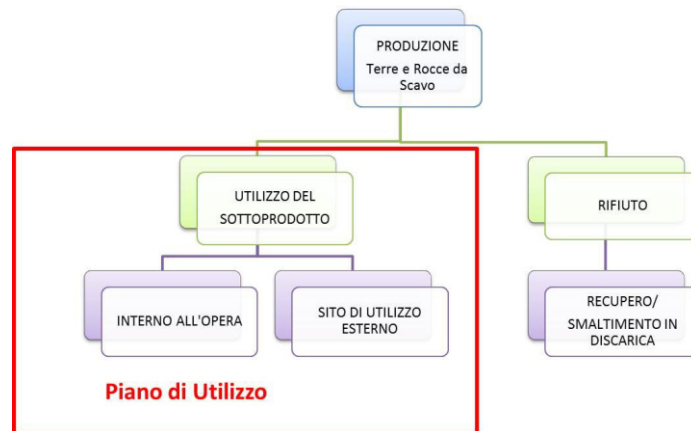 PRODUZIONE
Terre e Rocce da
Scavo
UTILIZZO DEL
SOTTOPRODOTTO
RIFIUTO
INTERNO ALL'OPERA
SITO DI UTILIZZO
ESTERNO
RECUPERO/
SMALTIMENTO IN
DISCARICA
Piano di Utilizzo